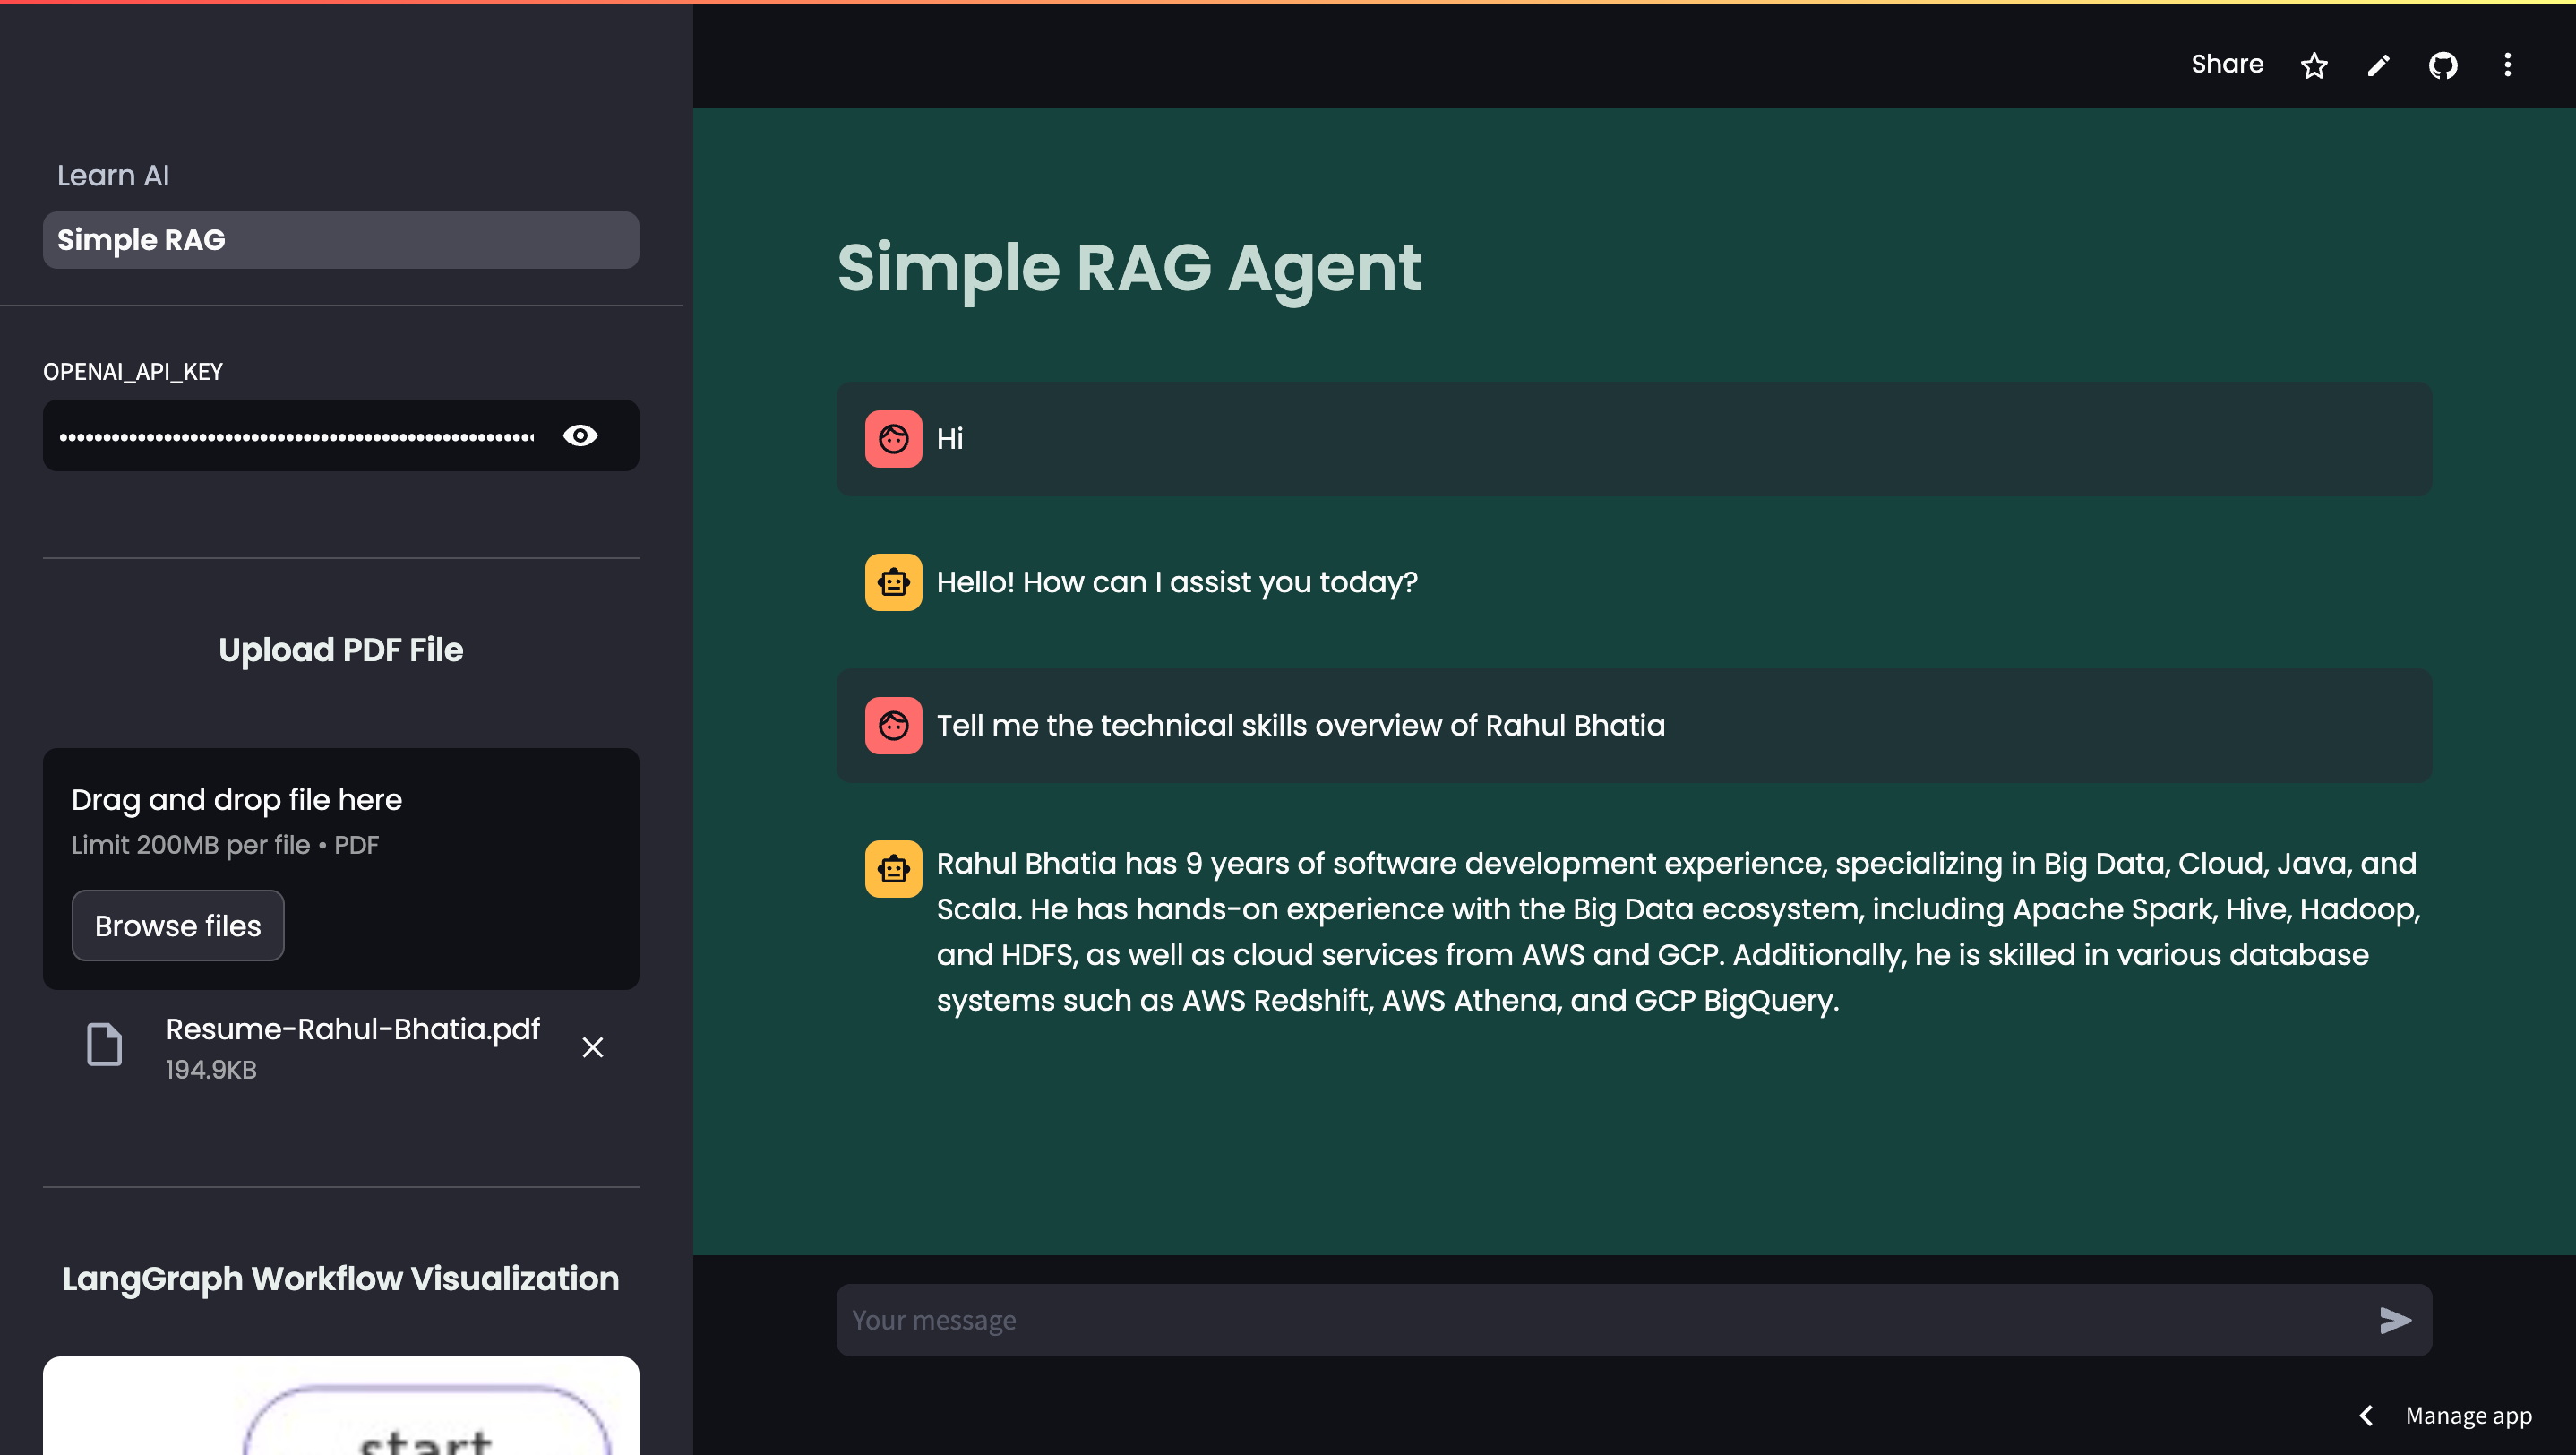 Share
Learn AI
Simple RAG
OPENAI_API_KEY
Upload PDF File
Drag and drop file here
Limit 200MB per file • PDF
Browse files
Resume-Rahul-Bhatia.pdf
194.9KB
LangGraph Workflow Visualization
start
Simple RAG Agent
Hi
Hello! How can I assist you today?
Tell me the technical skills overview of Rahul Bhatia
Rahul Bhatia has 9 years of software development experience, specializing in Big Data, Cloud, Java, and
Scala. He has hands-on experience with the Big Data ecosystem, including Apache Spark, Hive, Hadoop,
and HDFS, as well as cloud services from AWS and GCP. Additionally, he is skilled in various database
systems such as AWS Redshift, AWS Athena, and GCP BigQuery.
Your message
Manage app